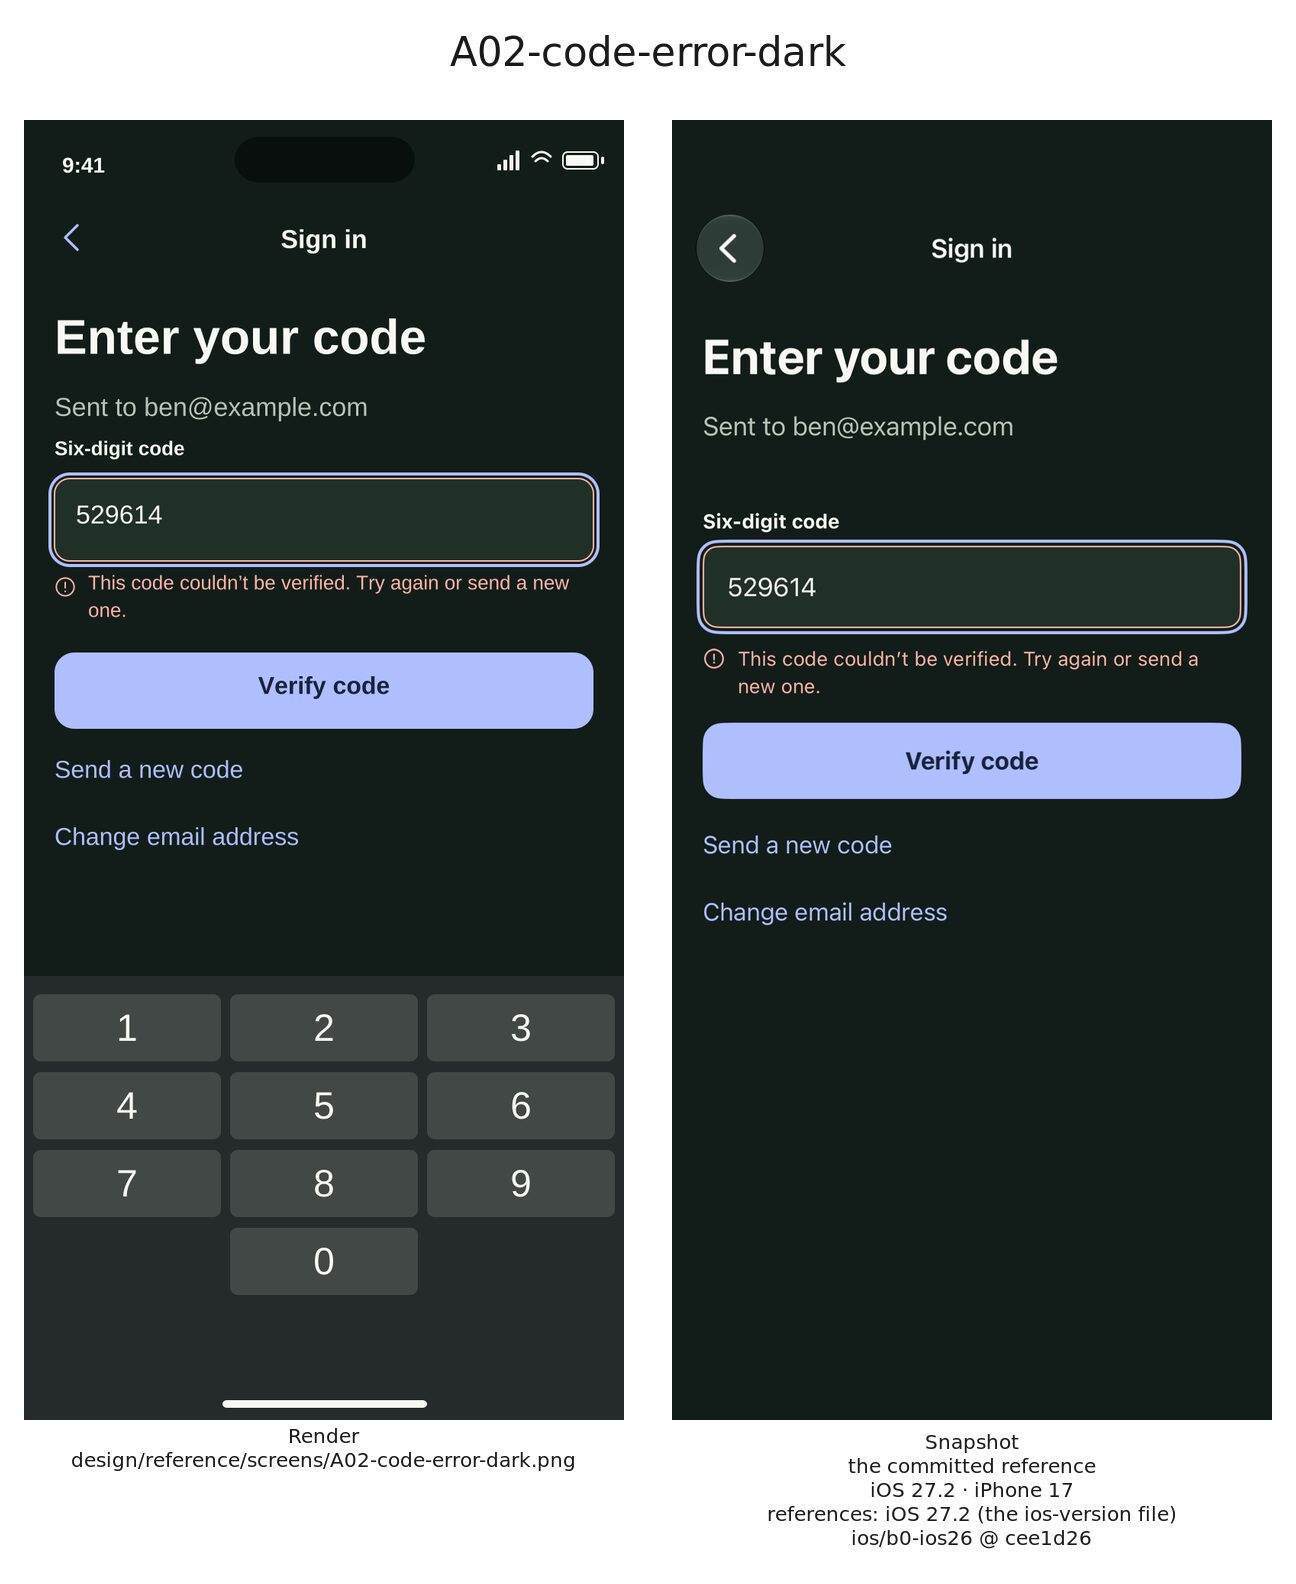 A02-code-error-dark
9:41
Sign in
Enter your code
Sent to ben@example.com
Six-digit code
529614
This code couldn’t be verified. Try again or send a new
one.
Verify code
Send a new code
Change email address
1 2 3
4 5 6
7 8 9
0
Render
design/reference/screens/A02-code-error-dark.png
Sign in
Enter your code
Sent to ben@example.com
Six-digit code
529614
This code couldn’t be verified. Try again or send a
new one.
Verify code
Send a new code
Change email address
Snapshot
the committed reference
iOS 27.2 · iPhone 17
references: iOS 27.2 (the ios-version file)
ios/b0-ios26 @ cee1d26